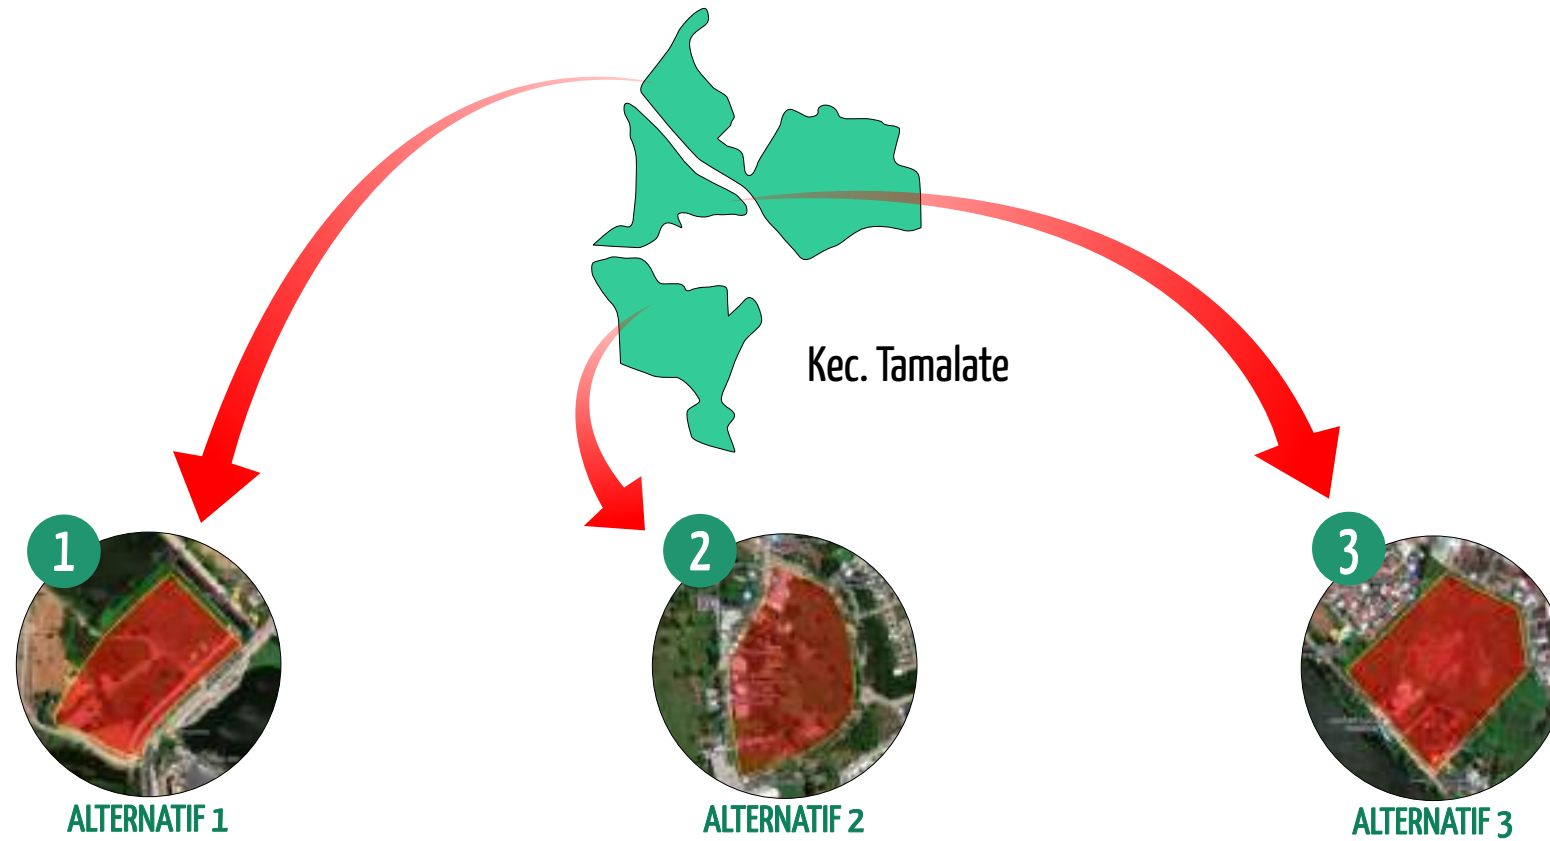 Kec. Tamalate
1
2
3
ALTERNATIF 1
ALTERNATIF 2
ALTERNATIF 3